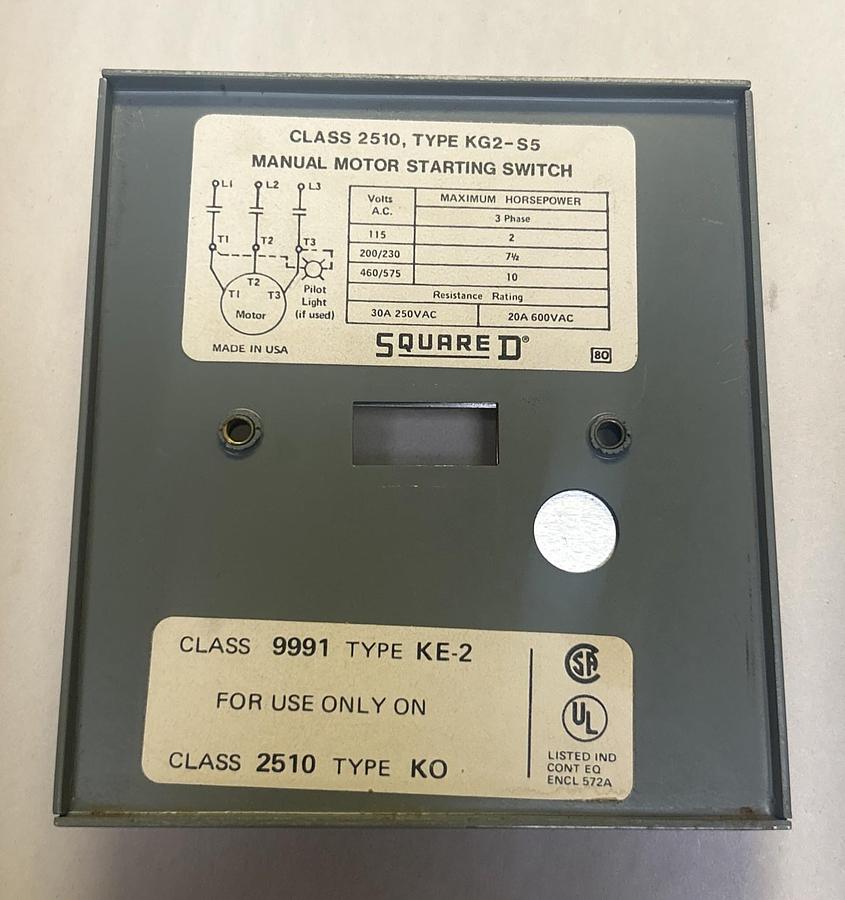 CLASS 2510, TYPE KG2-S5
MANUAL MOTOR STARTING SWITCH
L1 L2 L3
T1 T2 T3
T2
T1 T3
Motor
Pilot
Light
(if used)
Volts
A.C.
MAXIMUM HORSEPOWER
3 Phase
115 2
200/230 7½
460/575 10
Resistance Rating
30A 250VAC 20A 600VAC
MADE IN USA
SQUARE D®
80
CLASS 9991 TYPE KE-2
FOR USE ONLY ON
CLASS 2510 TYPE KO
SA
UL
LISTED IND
CONT EQ
ENCL 572A